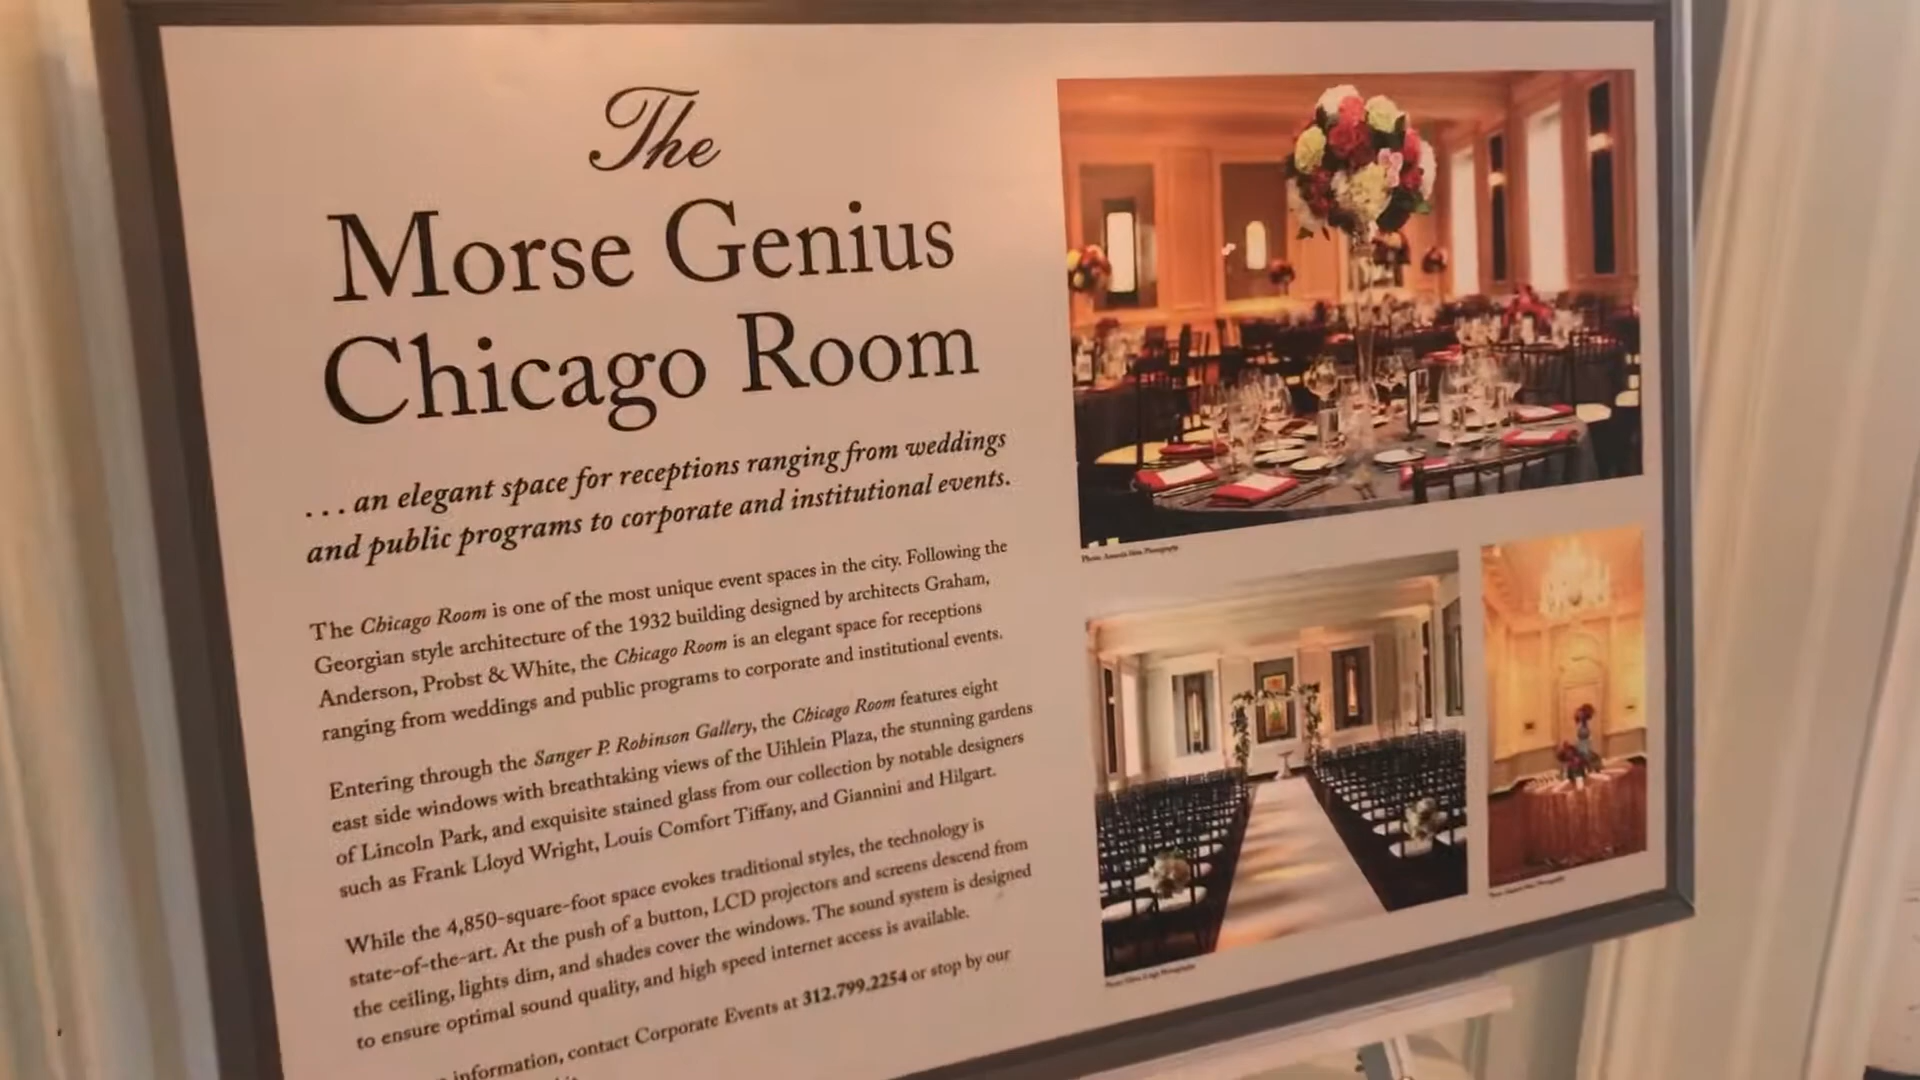 The
Morse Genius
Chicago Room
. . . an elegant space for receptions ranging from weddings
and public programs to corporate and institutional events.
The Chicago Room is one of the most unique event spaces in the city. Following the
Georgian style architecture of the 1932 building designed by architects Graham,
Anderson, Probst & White, the Chicago Room is an elegant space for receptions
ranging from weddings and public programs to corporate and institutional events.
Entering through the Sanger P. Robinson Gallery, the Chicago Room features eight
east side windows with breathtaking views of the Uihlein Plaza, the stunning gardens
of Lincoln Park, and exquisite stained glass from our collection by notable designers
such as Frank Lloyd Wright, Louis Comfort Tiffany, and Giannini and Hilgart.
While the 4,850-square-foot space evokes traditional styles, the technology is
state-of-the-art. At the push of a button, LCD projectors and screens descend from
the ceiling, lights dim, and shades cover the windows. The sound system is designed
to ensure optimal sound quality, and high speed internet access is available.
information, contact Corporate Events at 312.799.2254 or stop by our